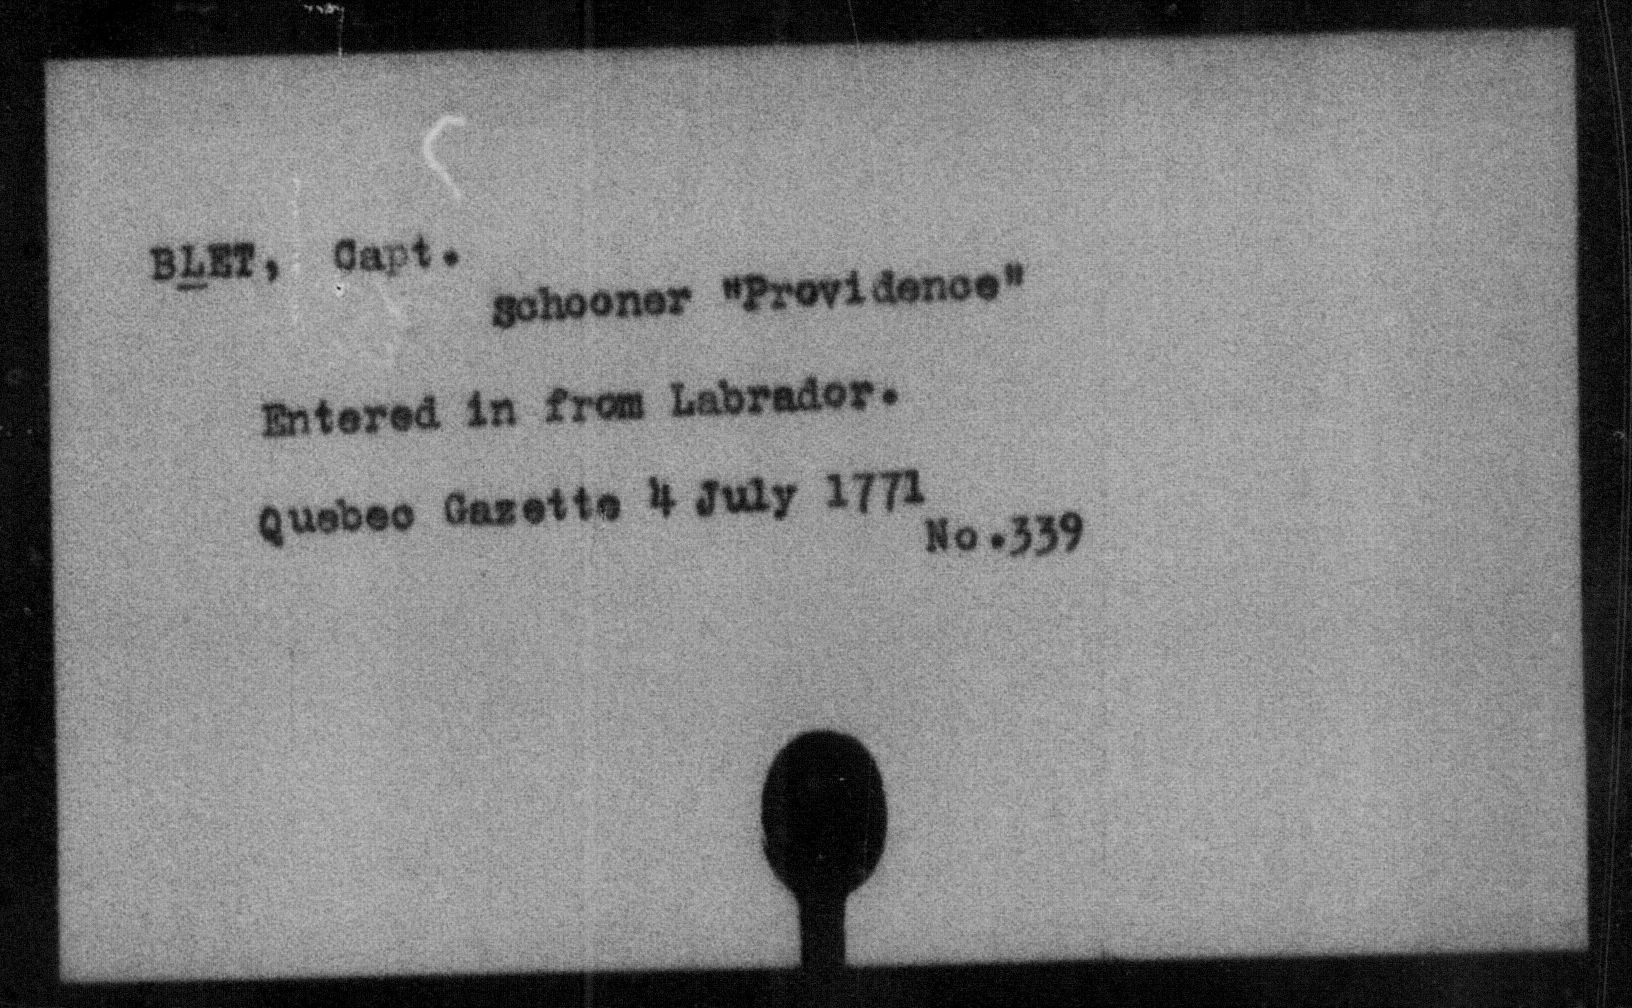 BLET, Capt.
schooner "Providence"
Entered in from Labrador.
Quebec Gazette 4 July 1771
No.339